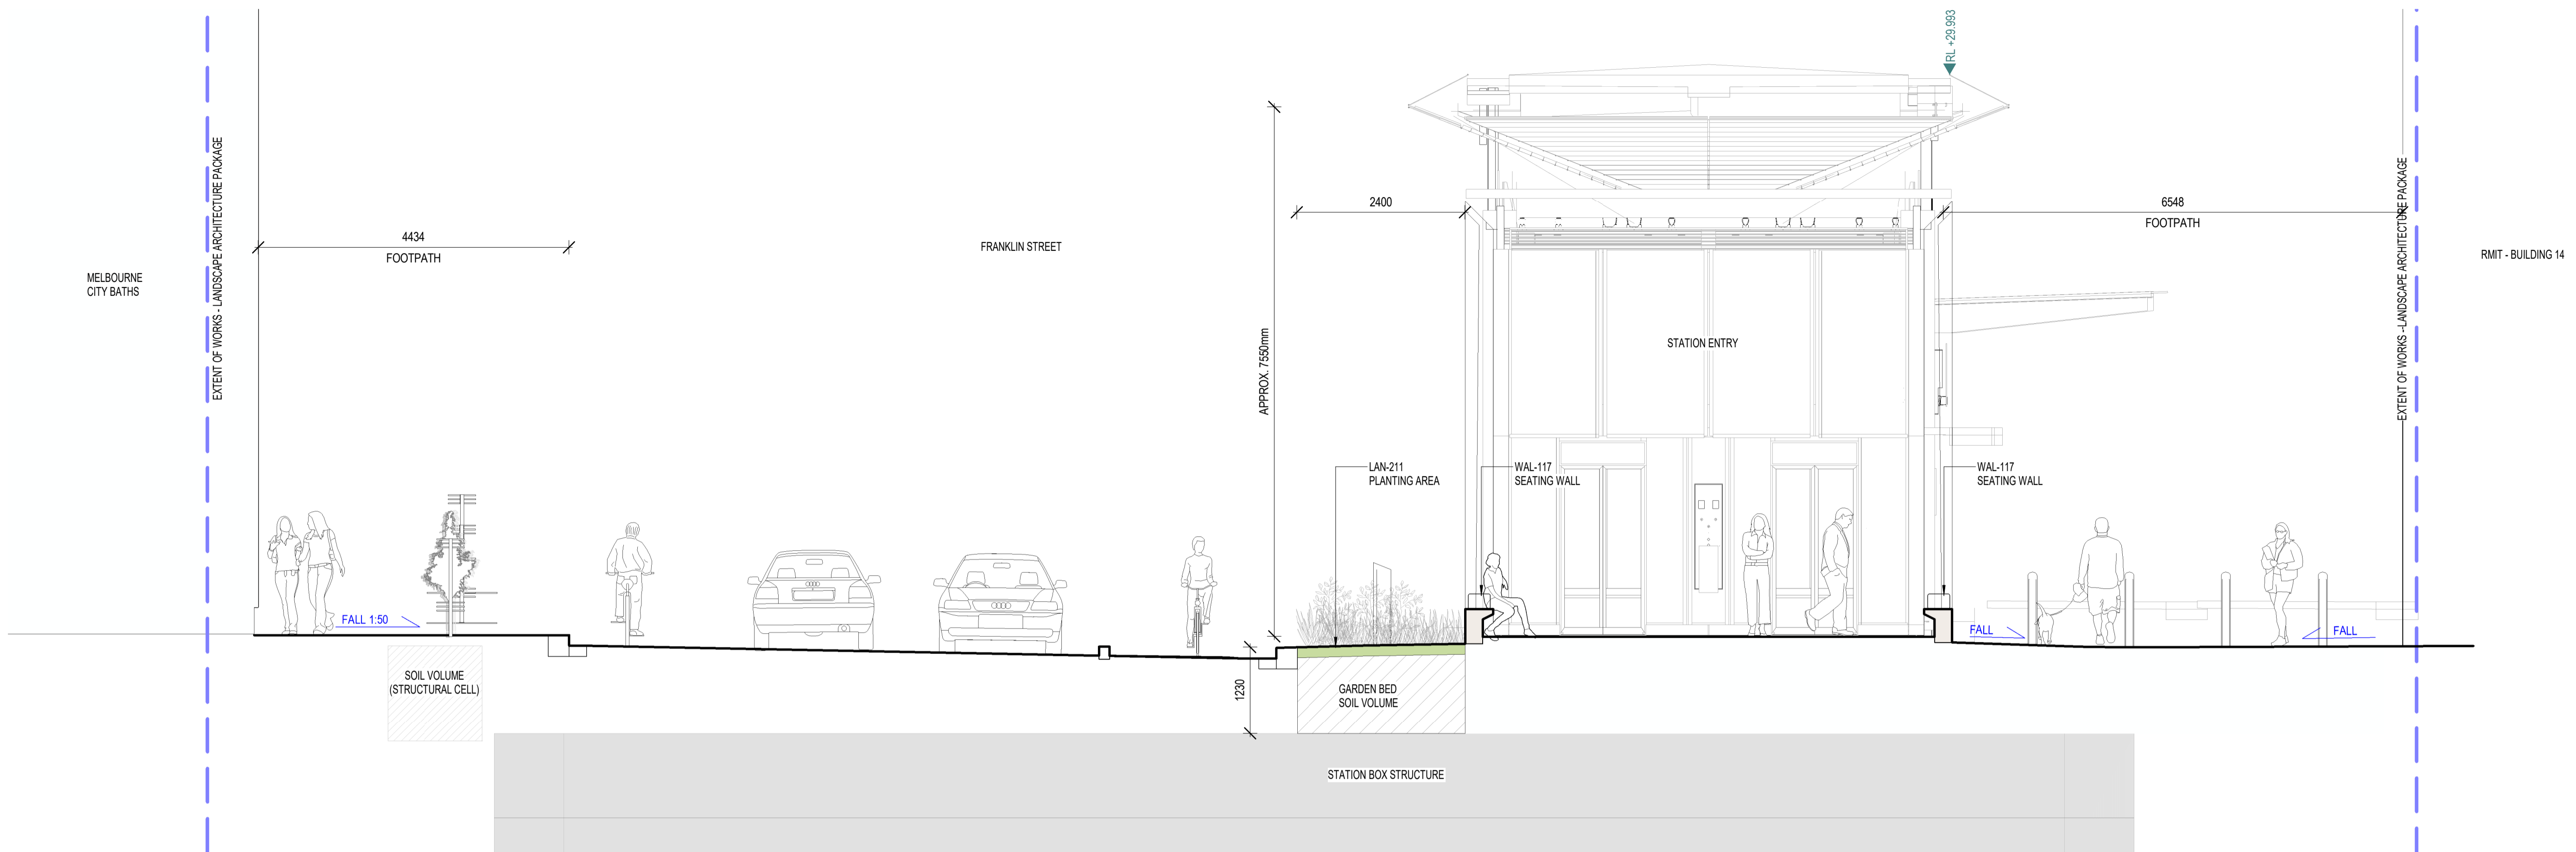 RL +29.993
EXTENT OF WORKS - LANDSCAPE ARCHITECTURE PACKAGE
EXTENT OF WORKS -LANDSCAPE ARCHITECTURE PACKAGE
4434
FOOTPATH
MELBOURNE
CITY BATHS
FRANKLIN STREET
2400
6548
FOOTPATH
RMIT - BUILDING 14
APPROX. 7550mm
STATION ENTRY
LAN-211
PLANTING AREA
WAL-117
SEATING WALL
WAL-117
SEATING WALL
FALL 1:50
FALL
FALL
SOIL VOLUME
(STRUCTURAL CELL)
1230
GARDEN BED
SOIL VOLUME
STATION BOX STRUCTURE